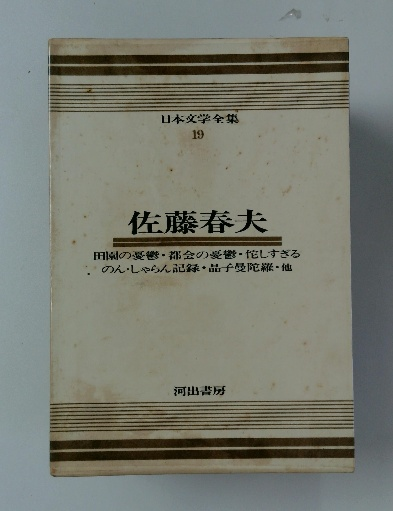 日本文学全集
19
佐藤春夫
田園の憂鬱・都会の憂鬱・侘しすぎる
のん・しゃらん記録・晶子曼陀羅・他
河出書房